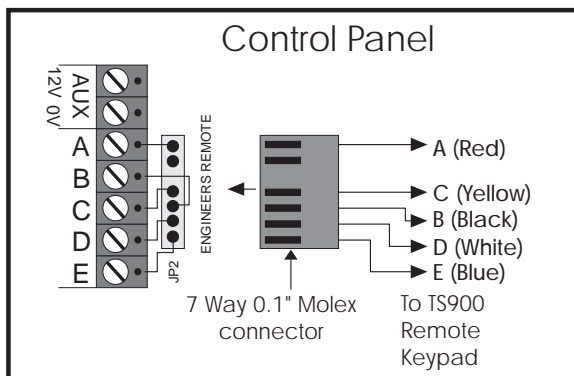 Control Panel
AUX
12V 0V
A
B
C
D
E
JP2
ENGINEERS REMOTE
A (Red)
C (Yellow)
B (Black)
D (White)
E (Blue)
7 Way 0.1" Molex
connector
To TS900
Remote
Keypad